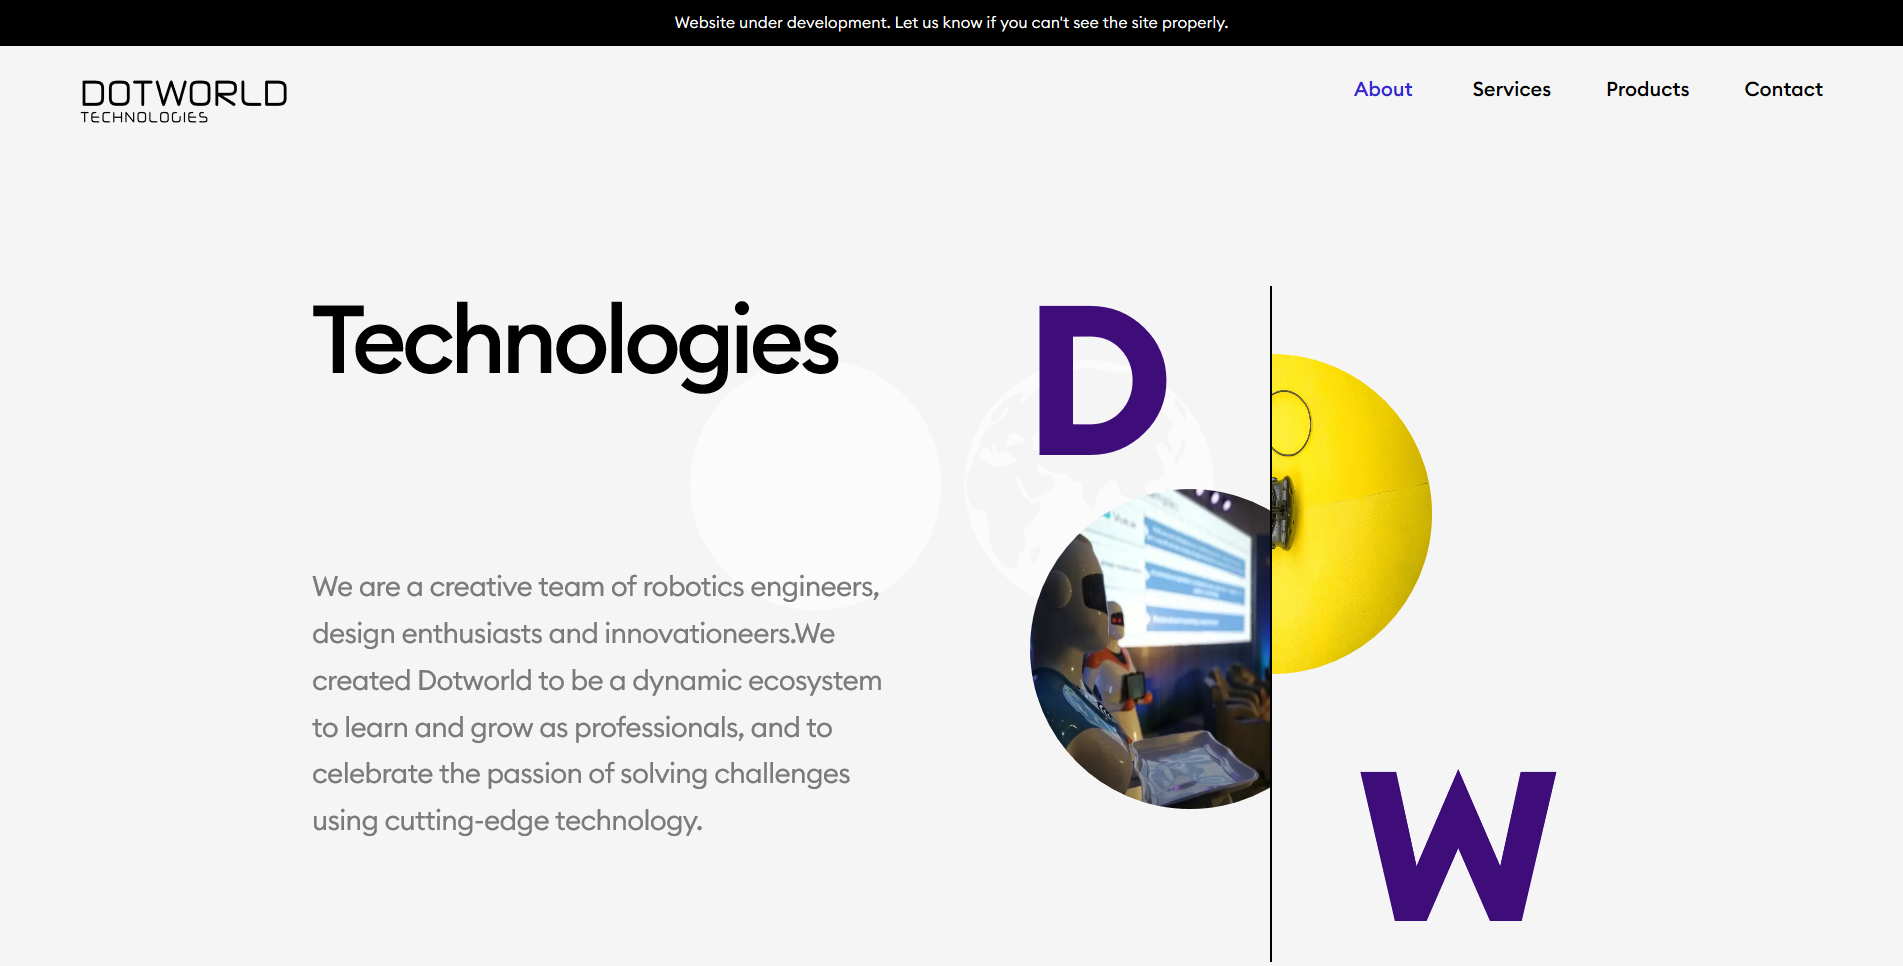 Website under development. Let us know if you can't see the site properly.
DOTWORLD
TECHNOLOGIES
About Services Products Contact
Technologies
We are a creative team of robotics engineers,
design enthusiasts and innovationeers.We
created Dotworld to be a dynamic ecosystem
to learn and grow as professionals, and to
celebrate the passion of solving challenges
using cutting-edge technology.
D
W